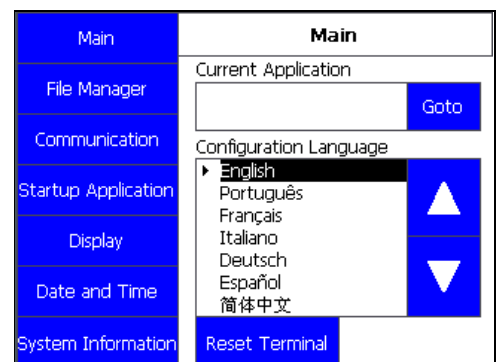 Main
File Manager
Communication
Startup Application
Display
Date and Time
System Information
Main
Current Application
Goto
Configuration Language
English
Português
Français
Italiano
Deutsch
Español
简体中文
Reset Terminal